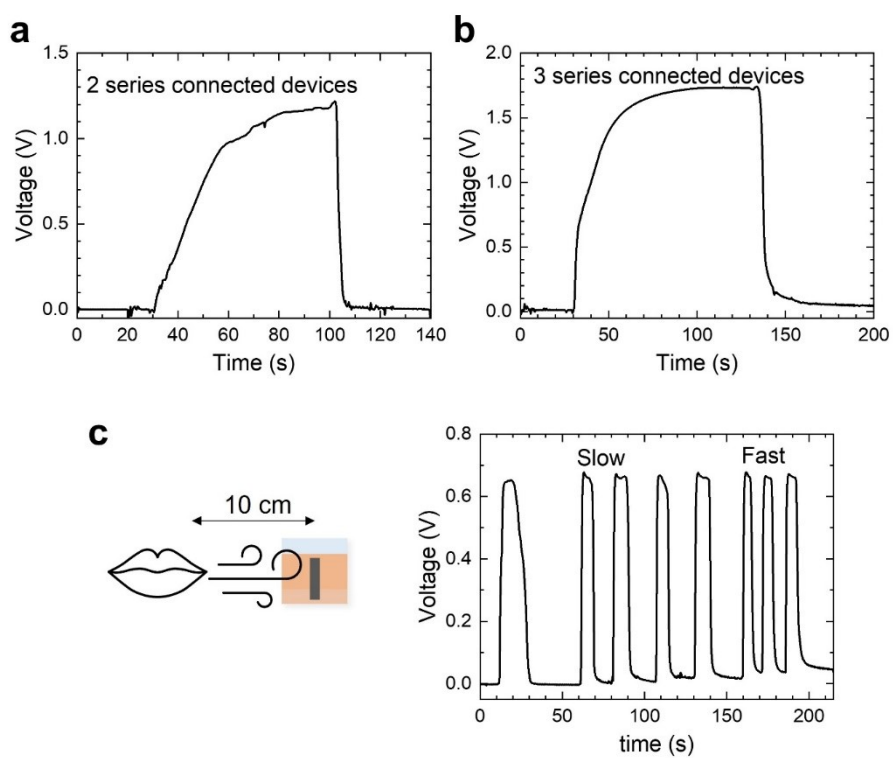 a
2 series connected devices
Voltage (V)
1.5
1.0
0.5
0.0
0 20 40 60 80 100 120 140
Time (s)
b
3 series connected devices
Voltage (V)
2.0
1.5
1.0
0.5
0.0
0 50 100 150 200
Time (s)
c
10 cm
Slow Fast
Voltage (V)
0.8
0.6
0.4
0.2
0.0
0 50 100 150 200
time (s)